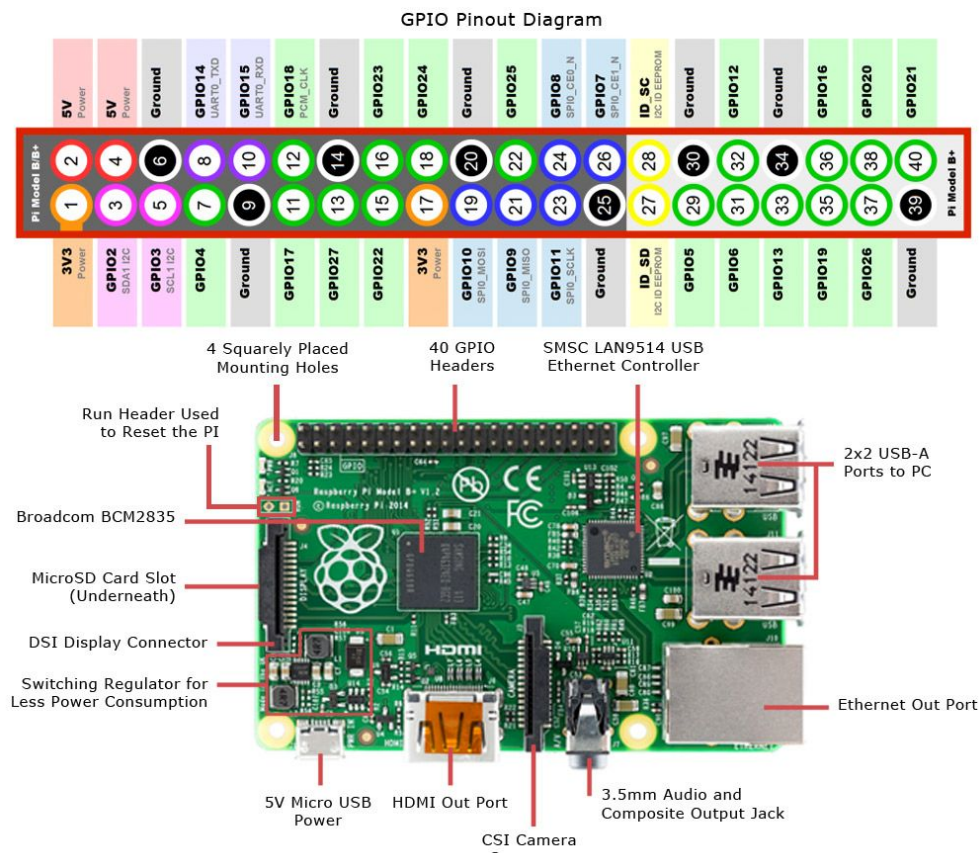 GPIO Pinout Diagram
5V Power
5V Power
Ground
GPIO14 UART0_TXD
GPIO15 UART0_RXD
GPIO18 PCM_CLK
Ground
GPIO23
GPIO24
Ground
GPIO25
GPIO8 SPI0_CE0_N
GPIO7 SPI0_CE1_N
ID_SC I2C ID EEPROM
Ground
GPIO12
Ground
GPIO16
GPIO20
GPIO21
Pi Model B/B+
2 4 6 8 10 12 14 16 18 20 22 24 26 28 30 32 34 36 38 40
1 3 5 7 9 11 13 15 17 19 21 23 25 27 29 31 33 35 37 39
Pi Model B+
3V3 Power
GPIO2 SDA1 I2C
GPIO3 SCL1 I2C
GPIO4
Ground
GPIO17
GPIO27
GPIO22
3V3 Power
GPIO10 SPI0_MOSI
GPIO9 SPI0_MISO
GPIO11 SPI0_SCLK
Ground
ID_SD I2C ID EEPROM
GPIO5
GPIO6
GPIO13
GPIO19
GPIO26
Ground
4 Squarely Placed
Mounting Holes
40 GPIO
Headers
SMSC LAN9514 USB
Ethernet Controller
Run Header Used
to Reset the PI
2x2 USB-A
Ports to PC
Broadcom BCM2835
MicroSD Card Slot
(Underneath)
DSI Display Connector
Switching Regulator for
Less Power Consumption
Ethernet Out Port
5V Micro USB
Power
HDMI Out Port
3.5mm Audio and
Composite Output Jack
CSI Camera
GPIO
Raspberry Pi Model B+ V1.2
© Raspberry Pi 2014
Pb
CE
FC
DISPLAY
HDMI
CAMERA
14122
USB
14122
USB